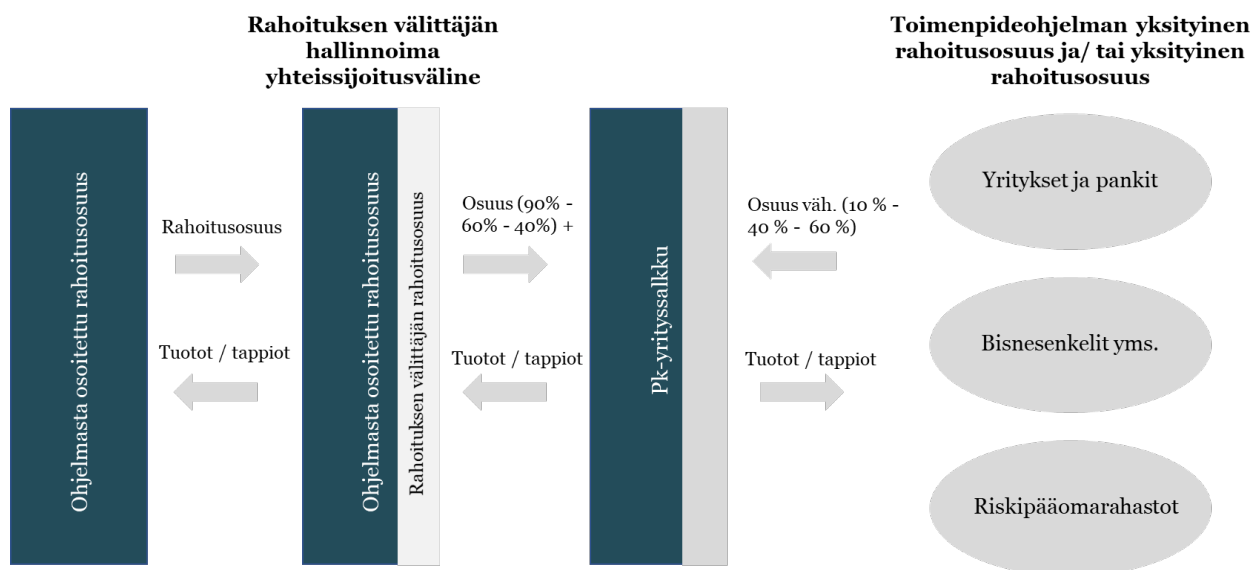 Rahoituksen välittäjän
hallinnoima
yhteissijoitusväline
Toimenpideohjelman yksityinen
rahoitusosuus ja/ tai yksityinen
rahoitusosuus
Ohjelmasta osoitettu rahoitusosuus
Rahoitusosuus
Tuotot / tappiot
Ohjelmasta osoitettu rahoitusosuus
Rahoituksen välittäjän rahoitusosuus
Osuus (90% -
60% - 40%) +
Tuotot / tappiot
Pk-yrityssalkku
Osuus väh. (10 % -
40 % - 60 %)
Tuotot / tappiot
Yritykset ja pankit
Bisnesenkelit yms.
Riskipääomarahastot